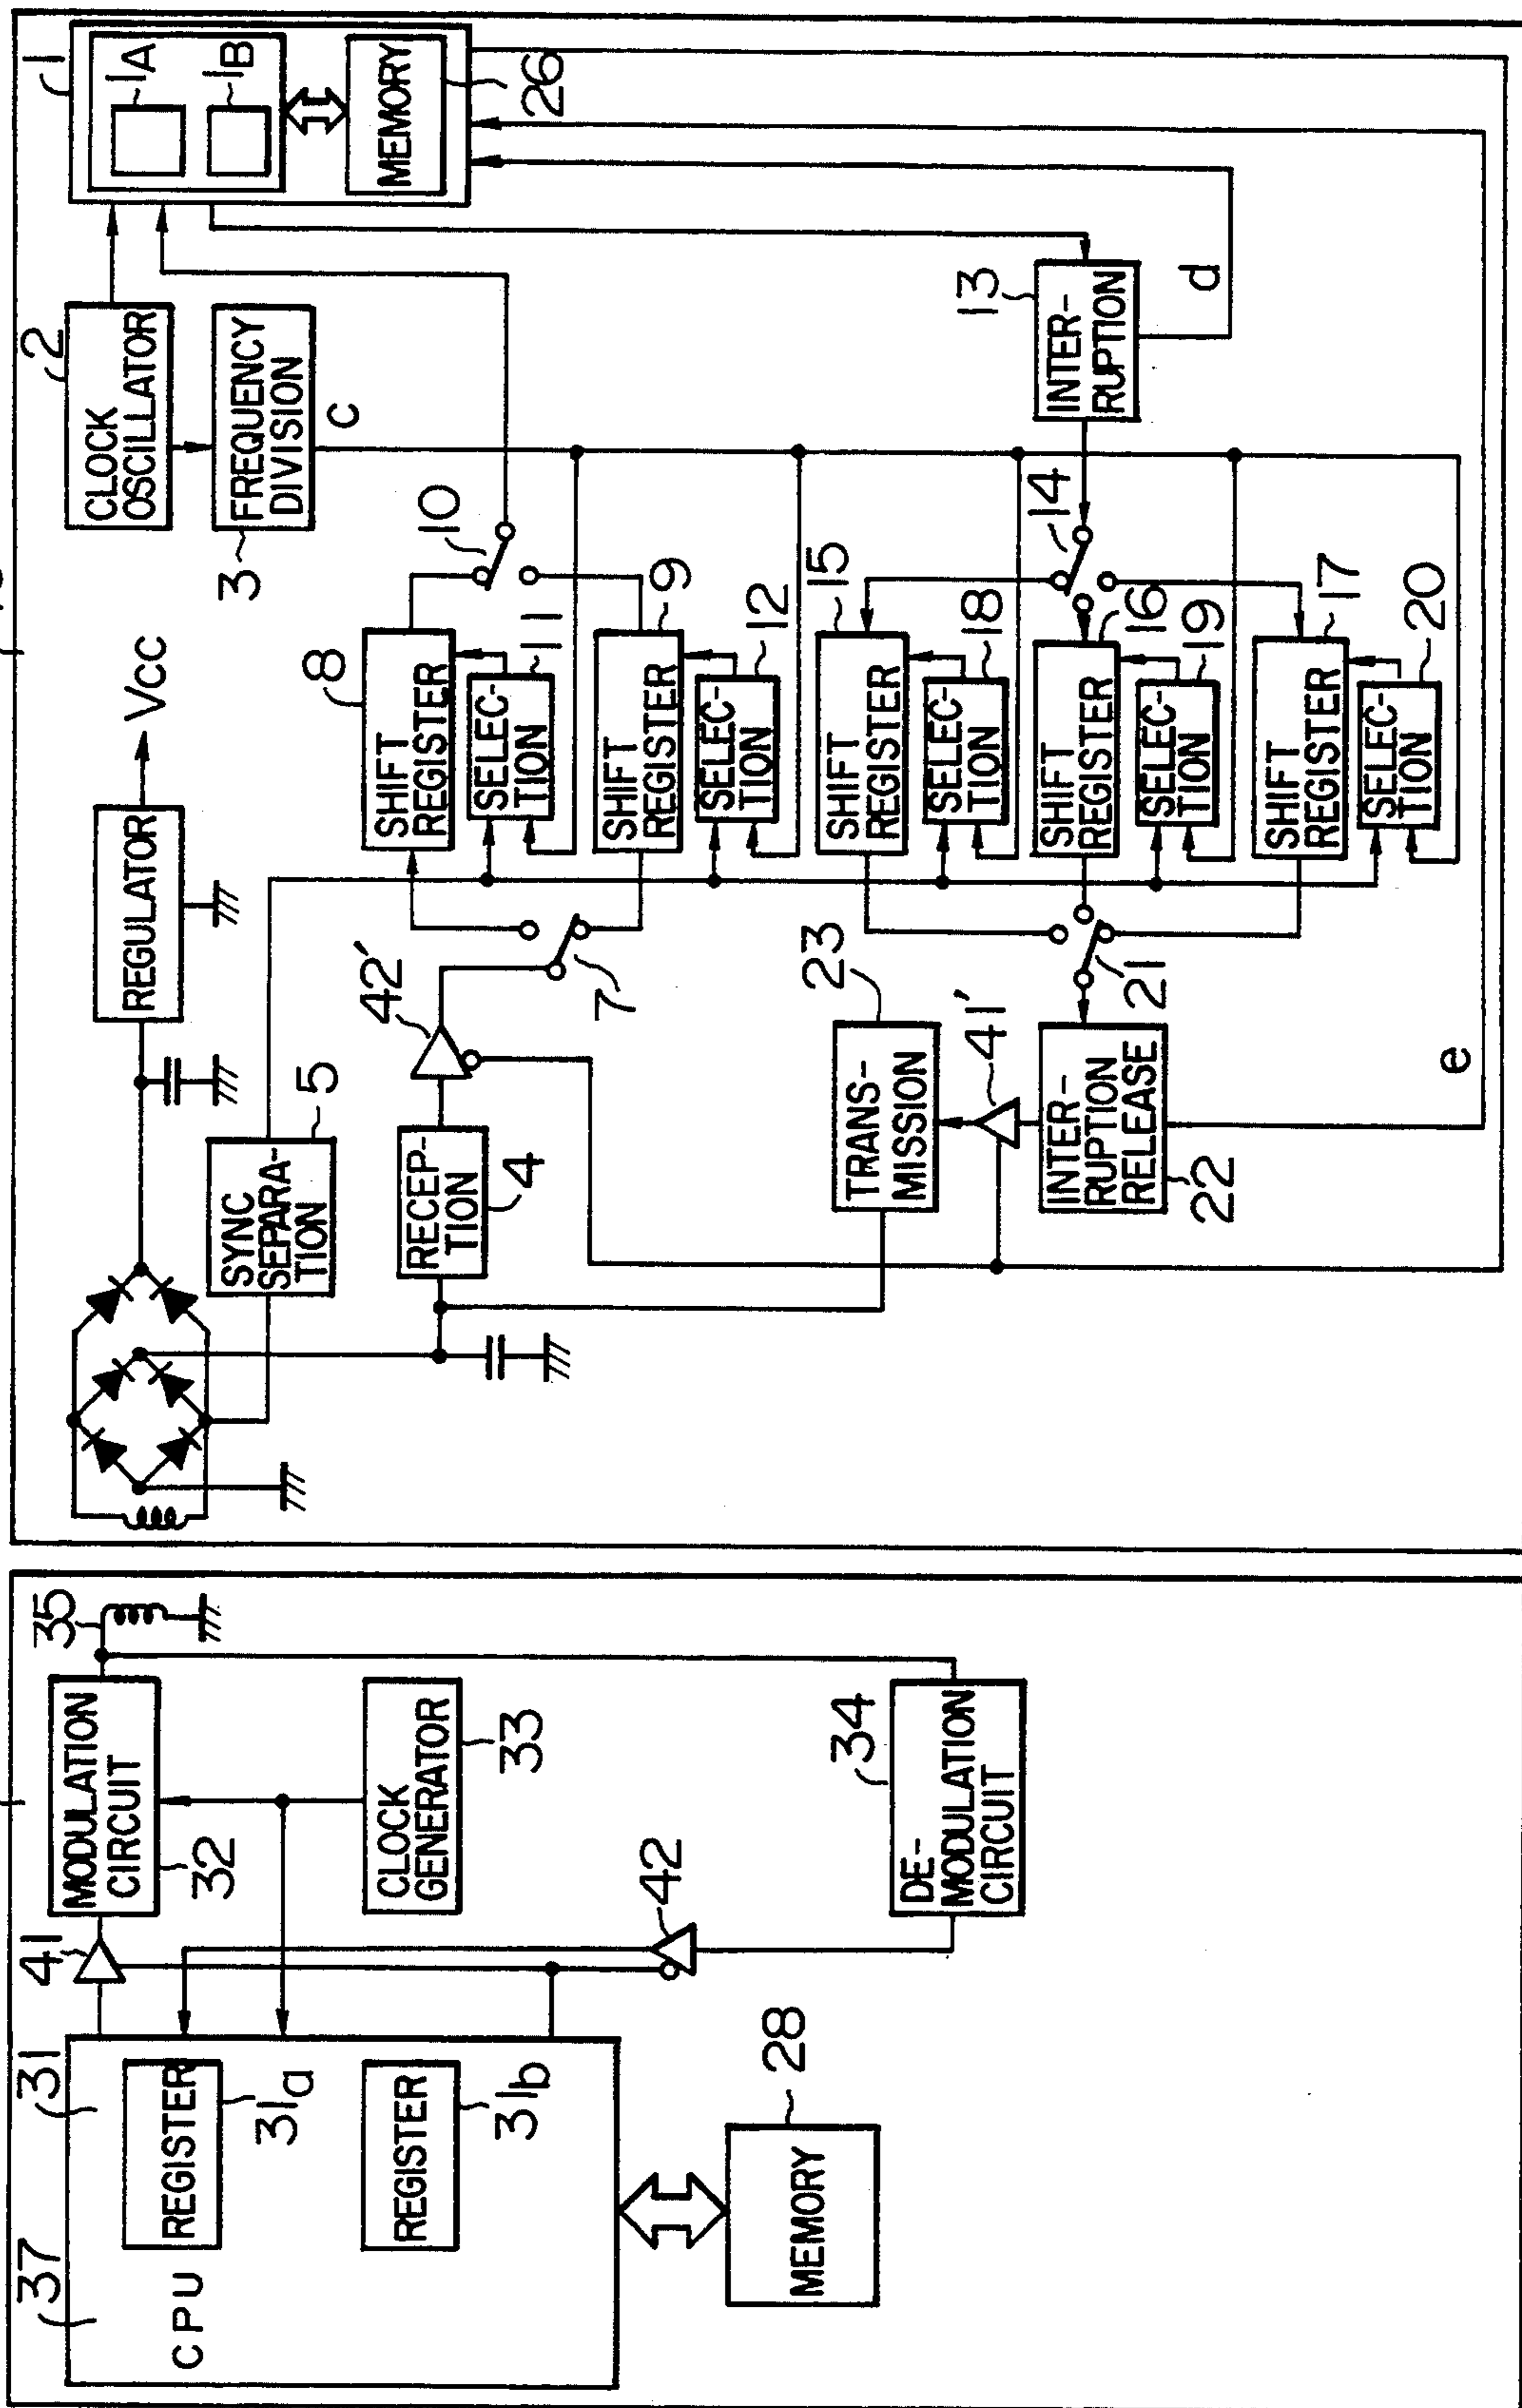 37
31
CPU
REGISTER
31a
REGISTER
31b
MEMORY
28
41
42
MODULATION
CIRCUIT
32
35
CLOCK
GENERATOR
33
34
DE-
MODULATION
CIRCUIT
REGULATOR
VCC
SYNC
SEPARA-
TION
5
RECEP-
TION
4
42'
7
TRANS-
MISSION
23
41'
INTER-
RUPTION
RELEASE
22
21
e
8
SHIFT
REGISTER
SELEC-
TION
11
SHIFT
REGISTER
9
SELEC-
TION
12
10
SHIFT
REGISTER
15
SELEC-
TION
18
SHIFT
REGISTER
16
SELEC-
TION
19
SHIFT
REGISTER
17
SELEC-
TION
20
14
13
INTER-
RUPTION
d
CLOCK
OSCILLATOR
2
FREQUENCY
DIVISION
3
c
1
1A
1B
MEMORY
26